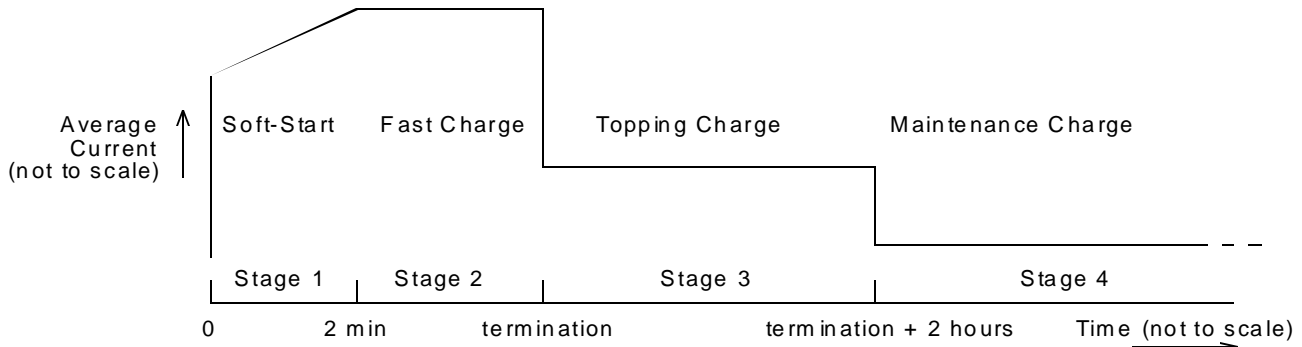 Average
Current
(not to scale)
Soft-Start Fast Charge Topping Charge Maintenance Charge
Stage 1 Stage 2 Stage 3 Stage 4
0 2 min termination termination + 2 hours Time (not to scale)